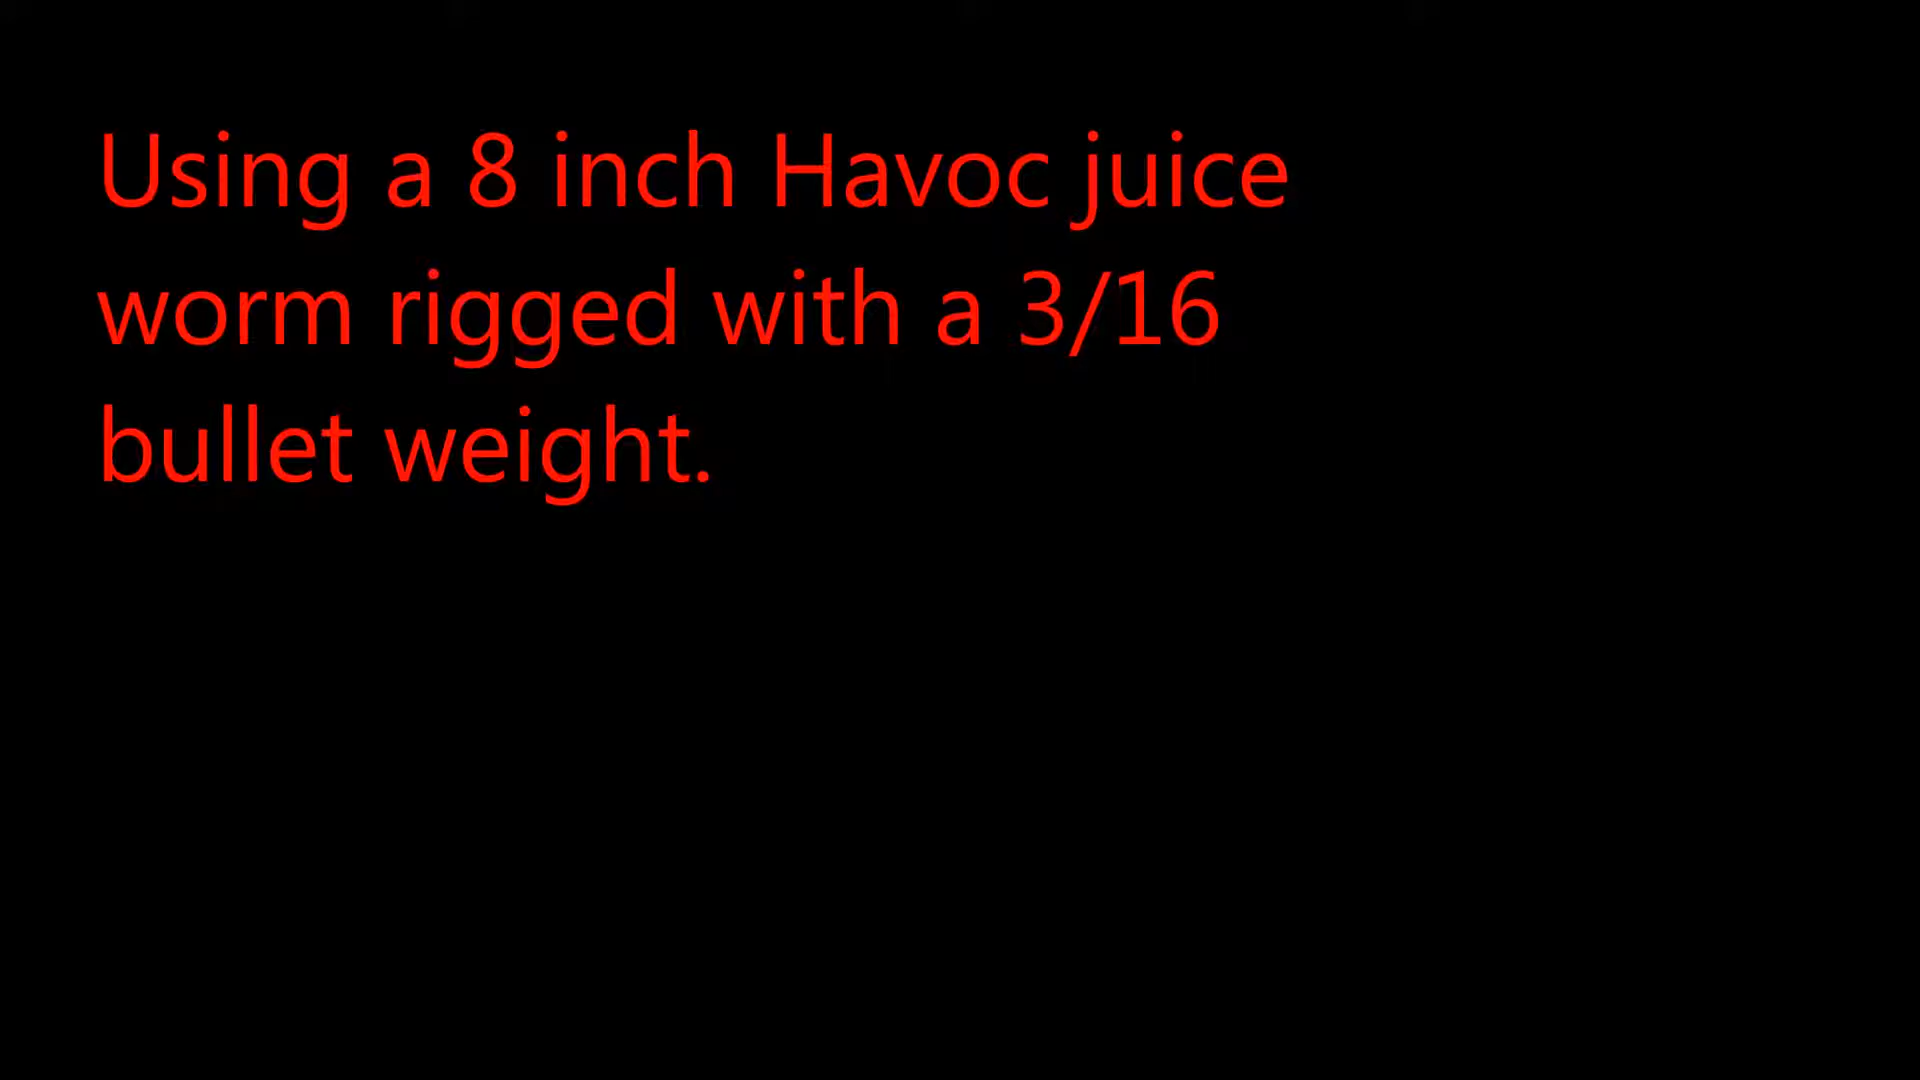 Using a 8 inch Havoc juice
worm rigged with a 3/16
bullet weight.